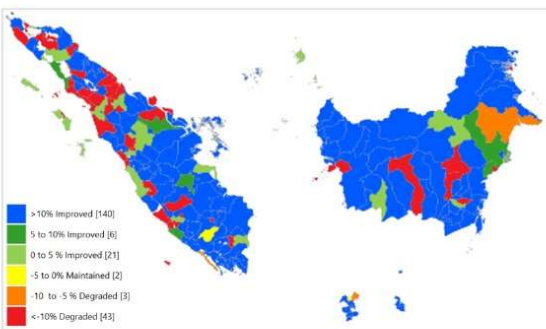 >10% Improved [140]
5 to 10% Improved [6]
0 to 5 % Improved [21]
-5 to 0% Maintained [2]
-10 to -5 % Degraded [3]
<-10% Degraded [43]